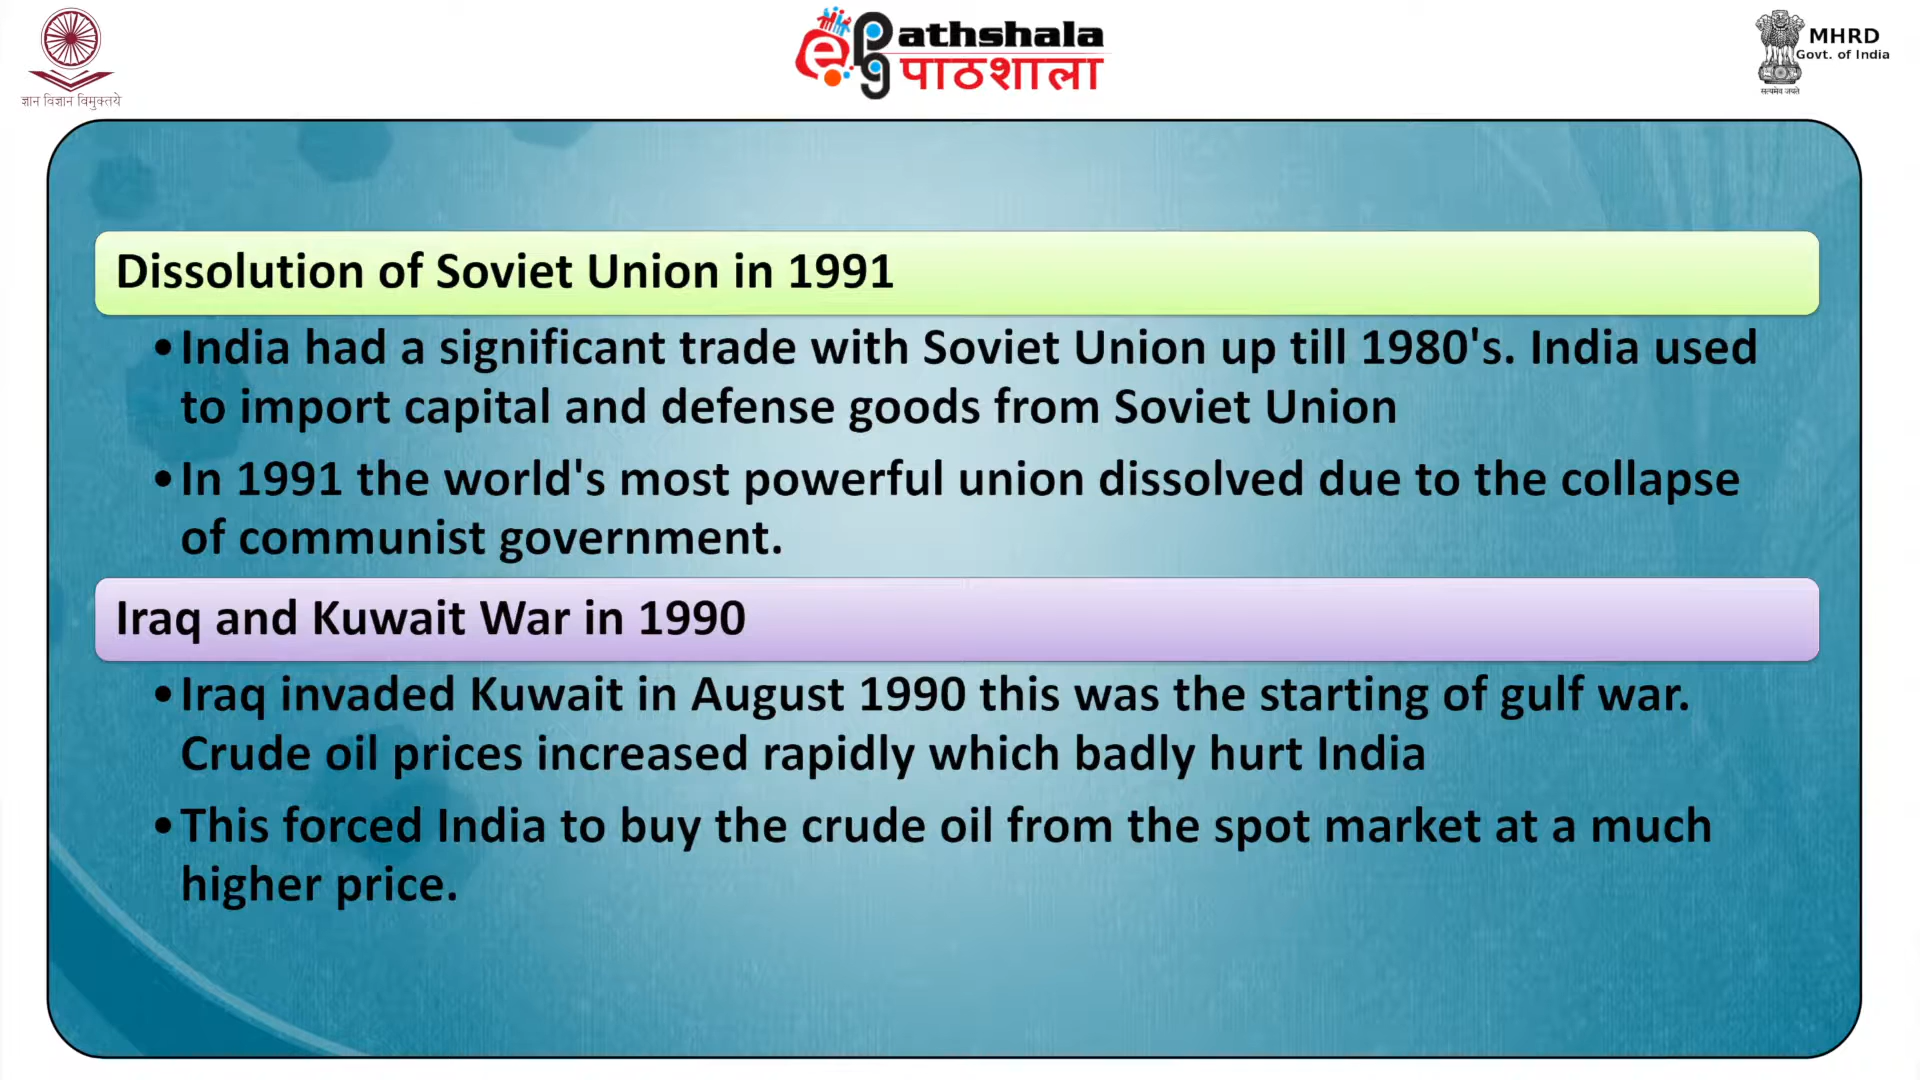 ज्ञान विज्ञान विमुक्तये
e Pg athshala
पाठशाला
MHRD
Govt. of India
सत्यमेव जयते
Dissolution of Soviet Union in 1991
•India had a significant trade with Soviet Union up till 1980's. India used
to import capital and defense goods from Soviet Union
•In 1991 the world's most powerful union dissolved due to the collapse
of communist government.
Iraq and Kuwait War in 1990
•Iraq invaded Kuwait in August 1990 this was the starting of gulf war.
Crude oil prices increased rapidly which badly hurt India
•This forced India to buy the crude oil from the spot market at a much
higher price.